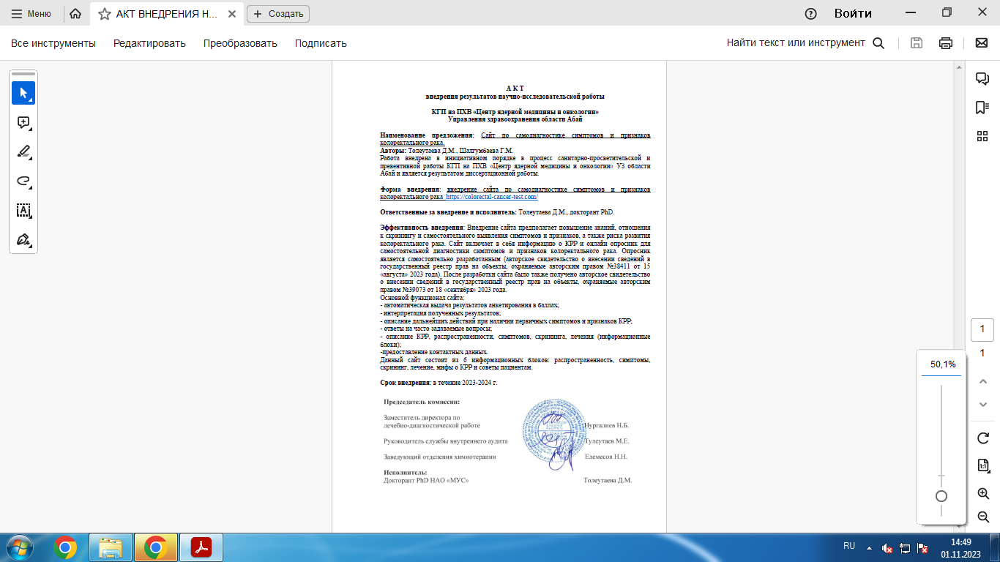 Меню
АКТ ВНЕДРЕНИЯ Н...
Создать
Войти
Все инструменты
Редактировать
Преобразовать
Подписать
Найти текст или инструмент
А К Т
внедрения результатов научно-исследовательской работы
КГП на ПХВ «Центр ядерной медицины и онкологии»
Управления здравоохранения области Абай
Наименование предложения: Сайт по самодиагностике симптомов и признаков
колоректального рака.
Авторы: Толеутаева Д.М., Шалгумбаева Г.М.
Работа внедрена в инициативном порядке в процесс санитарно-просветительской и
превентивной работы КГП на ПХВ «Центр ядерной медицины и онкологии» УЗ области
Абай и является результатом диссертационной работы.
Форма внедрения: внедрение сайта по самодиагностике симптомов и признаков
колоректального рака https://colorectal-cancer-test.com/
Ответственные за внедрение и исполнитель: Толеутаева Д.М., докторант PhD.
Эффективность внедрения: Внедрение сайта предполагает повышение знаний, отношения
к скринингу и самостоятельного выявления симптомов и признаков, а также риска развития
колоректального рака. Сайт включает в себя информацию о КРР и онлайн опросник для
самостоятельной диагностики симптомов и признаков колоректального рака. Опросник
является самостоятельно разработанным (авторское свидетельство о внесении сведений в
государственный реестр прав на объекты, охраняемые авторским правом №38411 от 15
«августа» 2023 года). После разработки сайта было также получено авторское свидетельство
о внесении сведений в государственный реестр прав на объекты, охраняемые авторским
правом №39073 от 18 «сентября» 2023 года.
Основной функционал сайта:
- автоматическая выдача результатов анкетирования в баллах;
- интерпретация полученных результатов;
- описание дальнейших действий при наличии первичных симптомов и признаков КРР;
- ответы на часто задаваемые вопросы;
- описание КРР, распространенности, симптомов, скрининга, лечения (информационные
блоки);
-предоставление контактных данных.
Данный сайт состоит из 6 информационных блоков: распространенность, симптомы,
скрининг, лечение, мифы о КРР и советы пациентам.
Срок внедрения: в течение 2023-2024 г.
Председатель комиссии:
Заместитель директора по
лечебно-диагностической работе Нургалиев Н.Б.
Руководитель службы внутреннего аудита Тулеутаев М.Е.
Заведующий отделения химиотерапии Елемесов Н.Н.
Исполнитель:
Докторант PhD НАО «МУС» Толеутаева Д.М.
1
1
50,1%
RU
14:49
01.11.2023